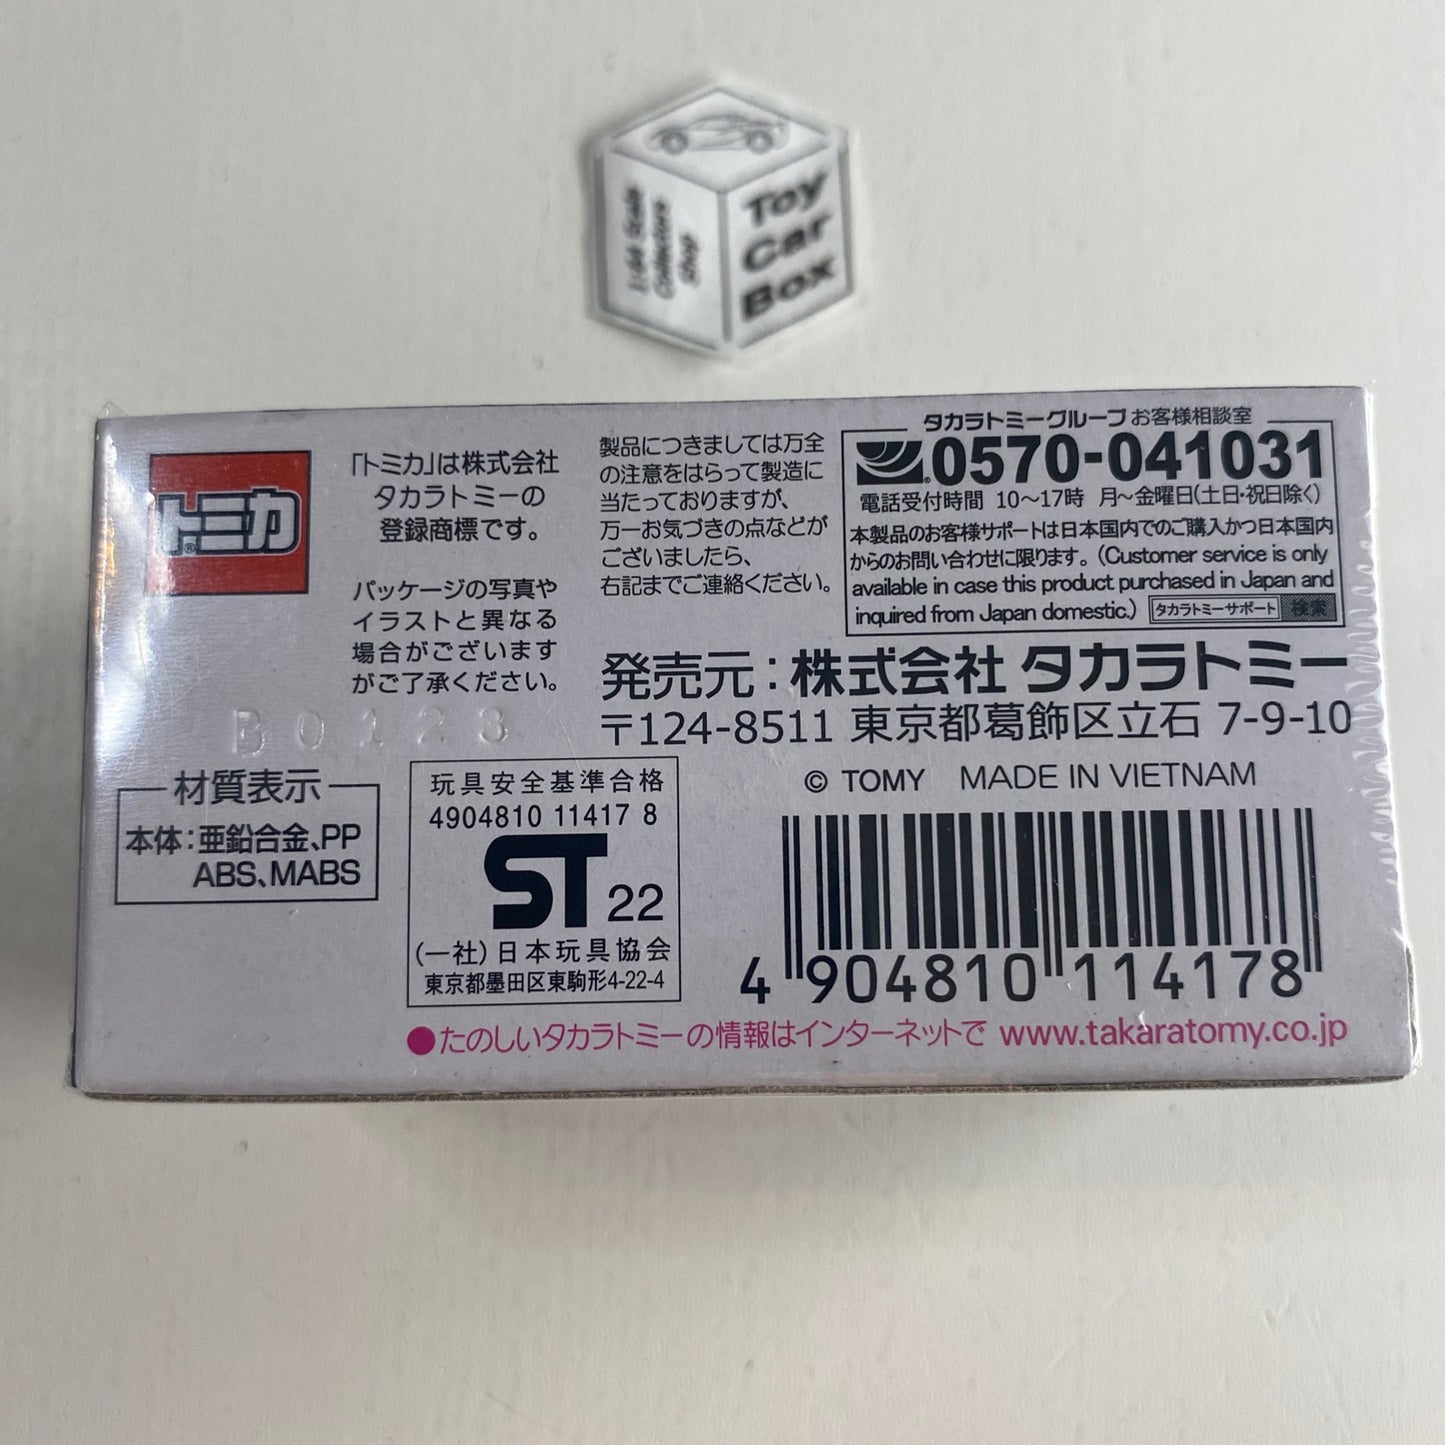 1:64 Scale
Collectors
Shop
Toy
Car
Box
トミカ®
「トミカ」は株式会社
タカラトミーの
登録商標です。
パッケージの写真や
イラストと異なる
場合がございます
がご了承ください。
B0123
製品につきましては万全
の注意をはらって製造に
当たっておりますが、
万一お気づきの点などが
ございましたら、
右記までご連絡ください。
タカラトミーグループお客様相談室
0570-041031
電話受付時間 10〜17時 月〜金曜日(土日・祝日除く)
本製品のお客様サポートは日本国内でのご購入かつ日本国内
からのお問い合わせに限ります。(Customer service is only
available in case this product purchased in Japan and
inquired from Japan domestic.) タカラトミーサポート 検索
発売元:株式会社 タカラトミー
〒124-8511 東京都葛飾区立石 7-9-10
© TOMY MADE IN VIETNAM
材質表示
本体:亜鉛合金、PP
ABS、MABS
玩具安全基準合格
4904810 11417 8
ST 22
(一社)日本玩具協会
東京都墨田区東駒形4-22-4
4 904810 114178
●たのしいタカラトミーの情報はインターネットで www.takaratomy.co.jp